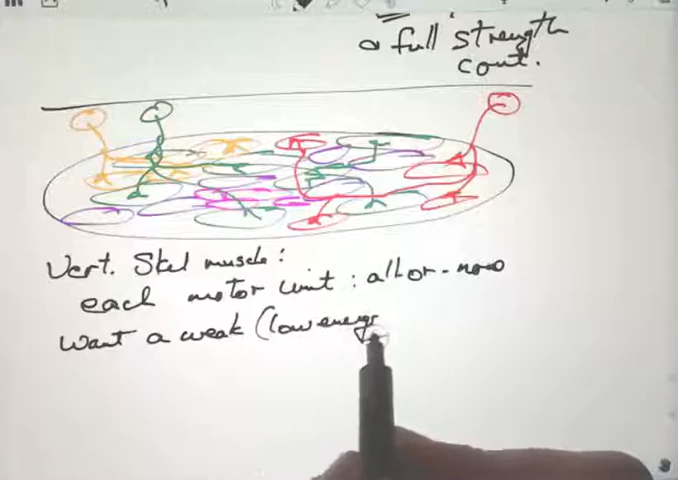 a full strength
cont.
Vert. Skel muscle:
each motor unit: all-or-none
Want a weak (low energy